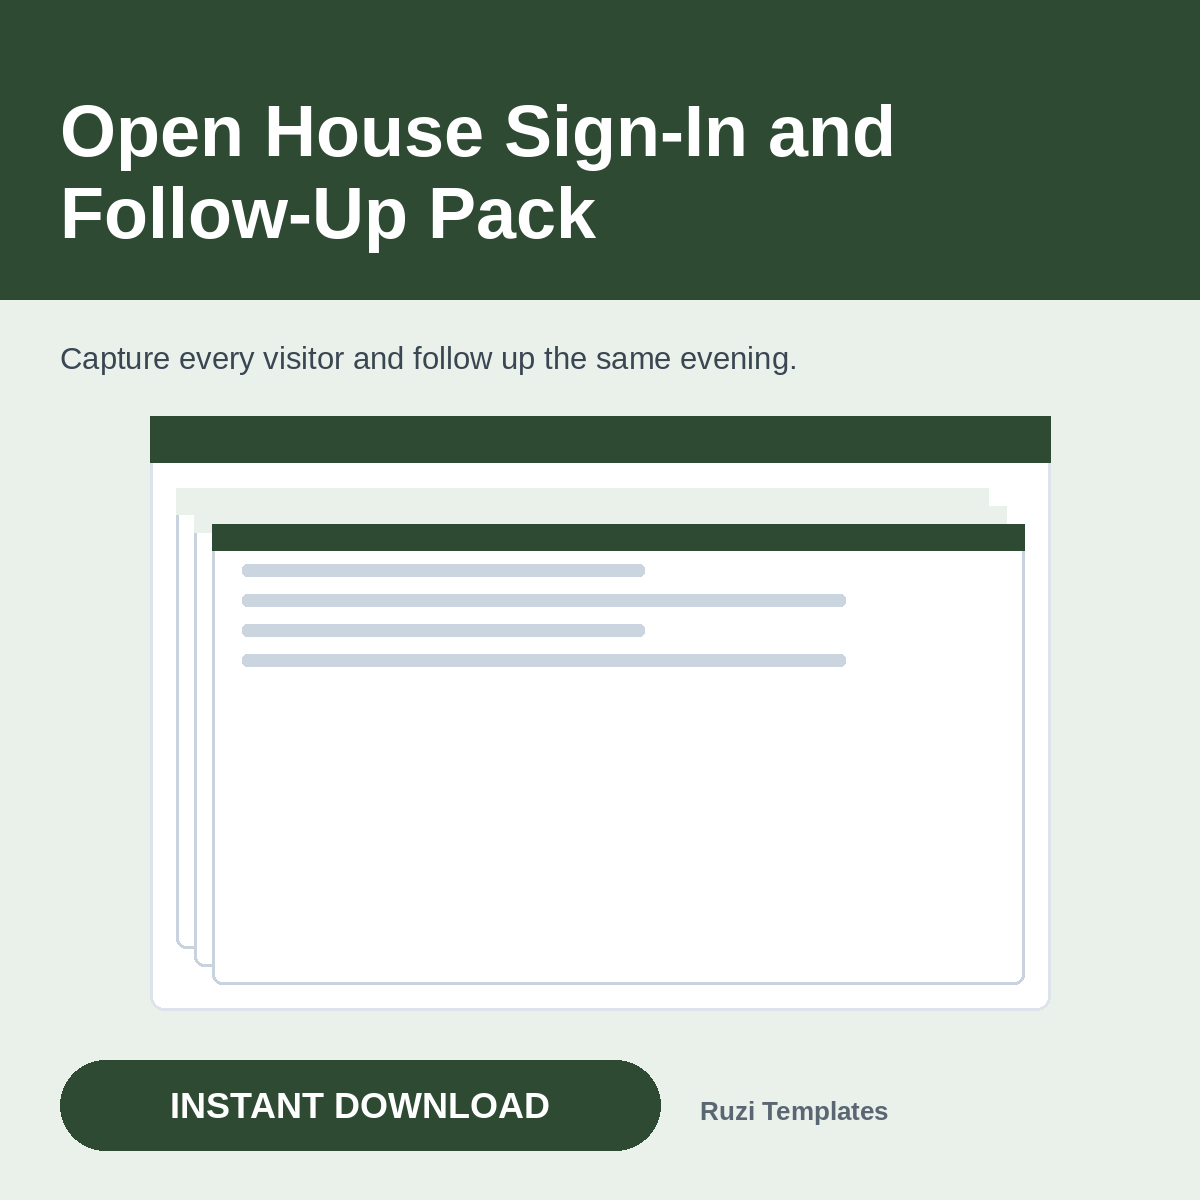 Open House Sign-In and
Follow-Up Pack
Capture every visitor and follow up the same evening.
INSTANT DOWNLOAD
Ruzi Templates